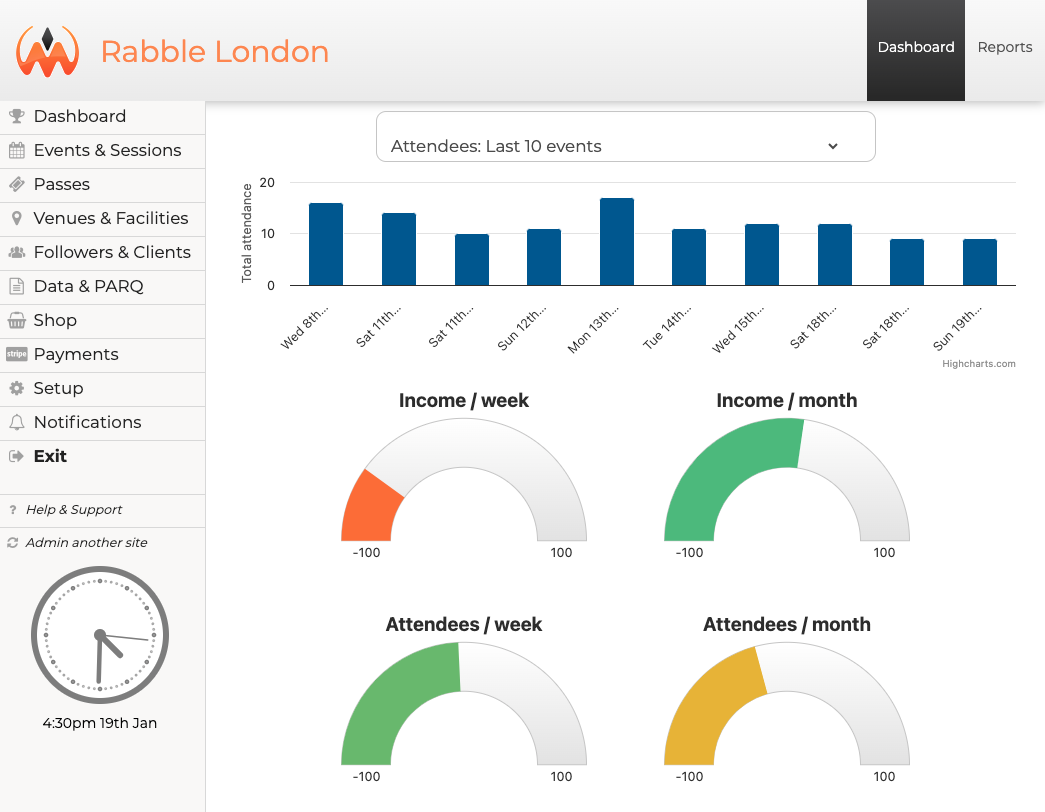 Rabble London
Dashboard
Reports
Dashboard
Events & Sessions
Passes
Venues & Facilities
Followers & Clients
Data & PARQ
Shop
stripe Payments
Setup
Notifications
Exit
? Help & Support
Admin another site
4:30pm 19th Jan
Attendees: Last 10 events
Total attendance
20
10
0
Wed 8th...
Sat 11th...
Sat 11th...
Sun 12th...
Mon 13th...
Tue 14th...
Wed 15th...
Sat 18th...
Sat 18th...
Sun 19th...
Highcharts.com
Income / week
-100 100
Income / month
-100 100
Attendees / week
-100 100
Attendees / month
-100 100